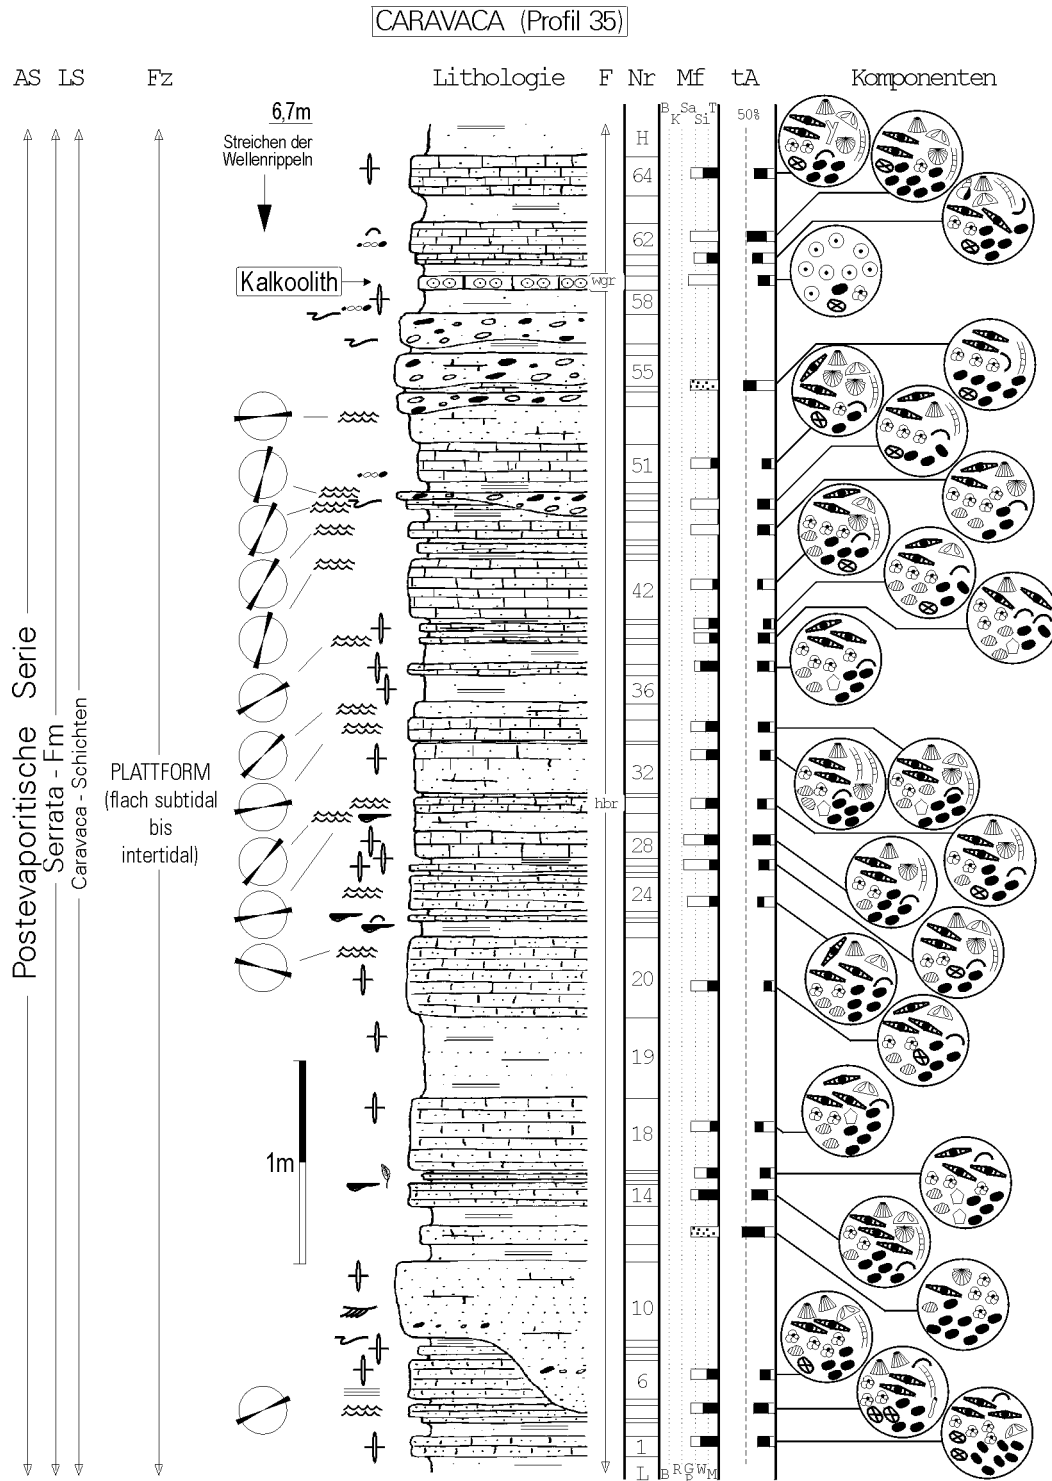 CARAVACA (Profil 35)
AS LS Fz Lithologie F Nr Mf tA Komponenten
B K Sa Si T
50%
6,7m
Streichen der
Wellenrippeln
H
64
62
Kalkoolith
wgr
58
55
51
42
36
32
hbr
28
24
20
19
18
14
10
6
1
L
Postevaporitische Serie
Serrata - Fm
Caravaca - Schichten
PLATTFORM
(flach subtidal
bis
intertidal)
1m
B R G P W M